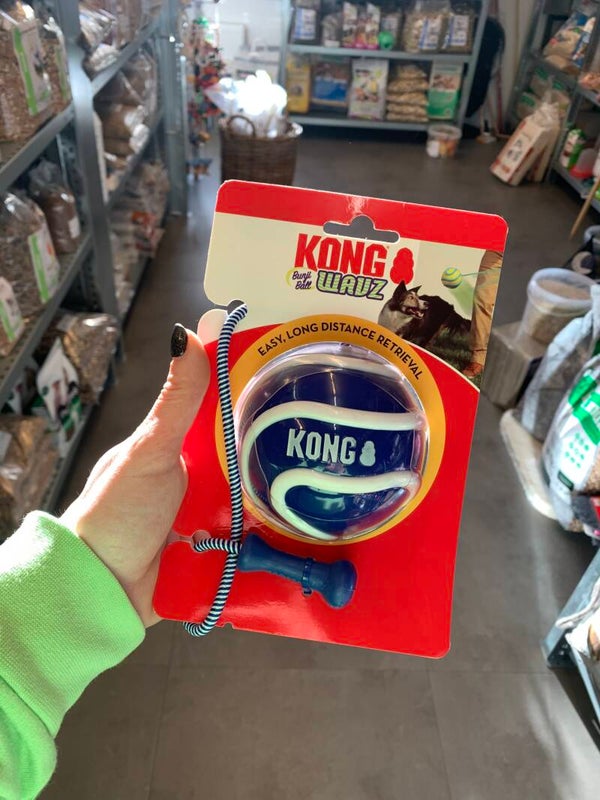 KONG
Bunji
Ball
WAVZ
EASY, LONG DISTANCE RETRIEVAL
KONG